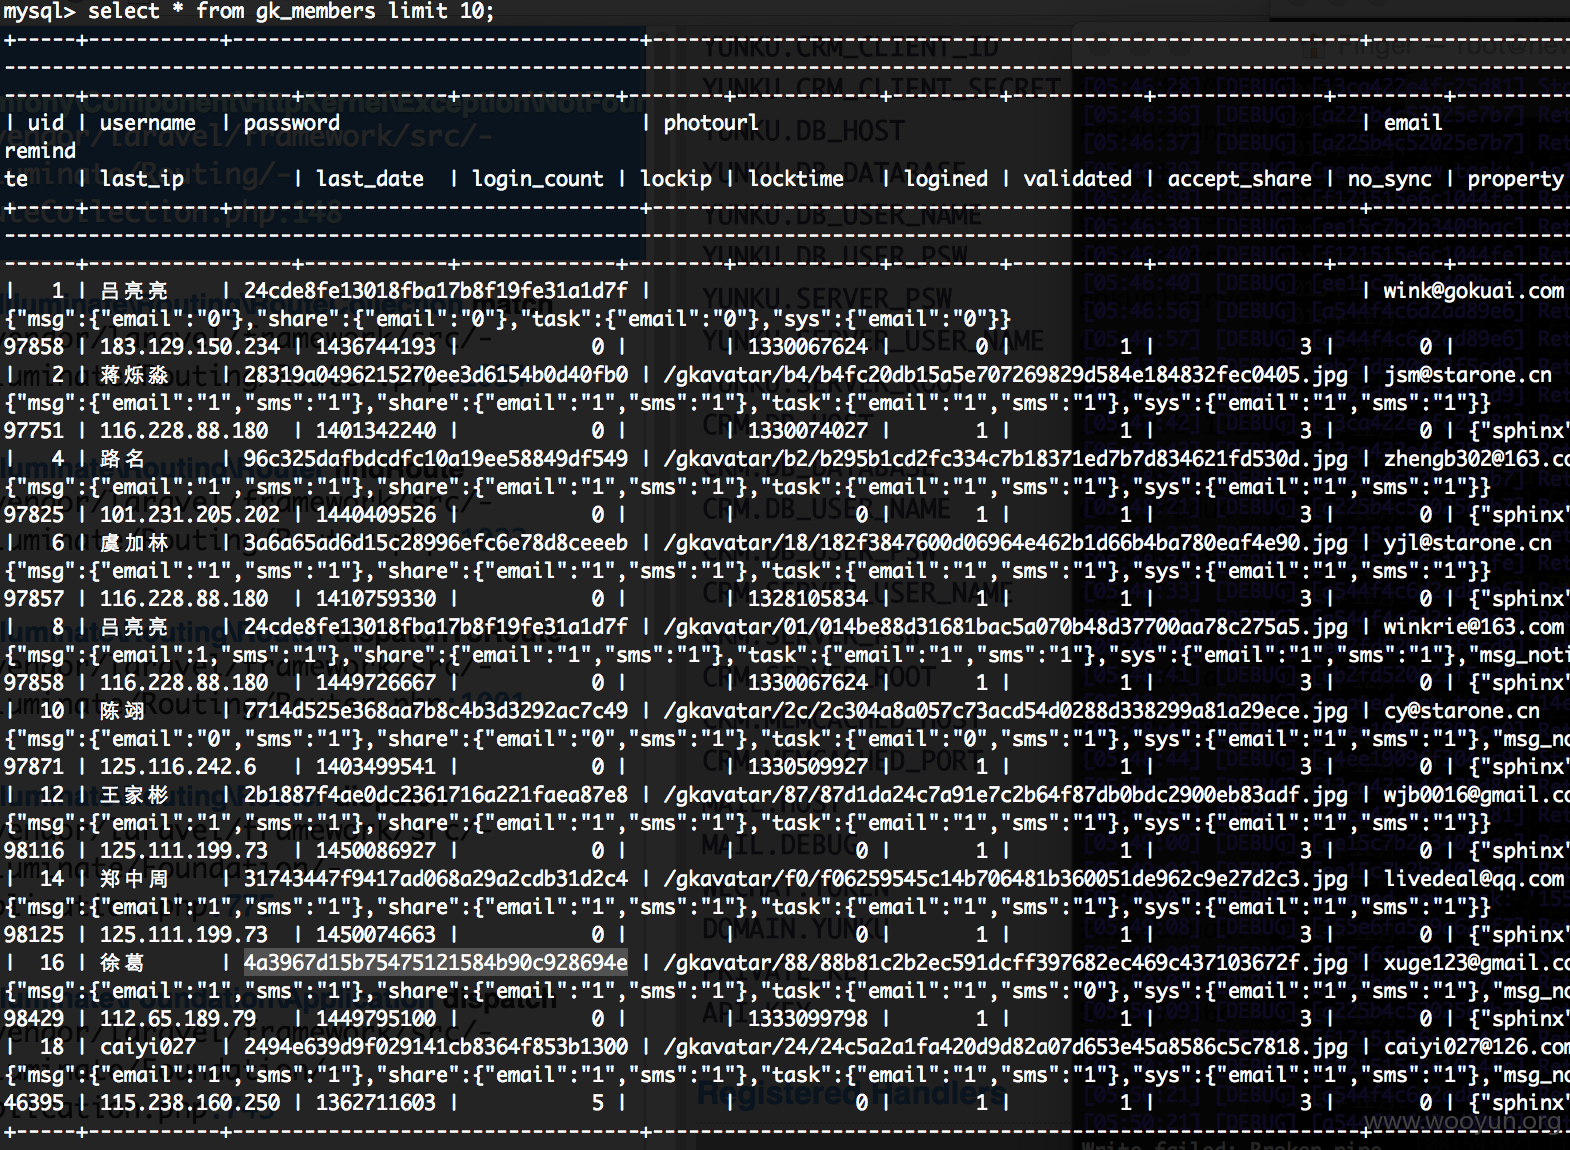 mysql> select * from gk_members limit 10;
| uid | username | password | photourl | email
remind
te | last_ip | last_date | login_count | lockip | locktime | logined | validated | accept_share | no_sync | property
| 1 | 吕亮亮 | 24cde8fe13018fba17b8f19fe31a1d7f | | wink@gokuai.com
{"msg":{"email":"0"},"share":{"email":"0"},"task":{"email":"0"},"sys":{"email":"0"}}
97858 | 183.129.150.234 | 1436744193 | 0 | | 1330067624 | 0 | 1 | 3 | 0 |
| 2 | 蒋烁淼 | 28319a0496215270ee3d6154b0d40fb0 | /gkavatar/b4/b4fc20db15a5e707269829d584e184832fec0405.jpg | jsm@starone.cn
{"msg":{"email":"1","sms":"1"},"share":{"email":"1","sms":"1"},"task":{"email":"1","sms":"1"},"sys":{"email":"1","sms":"1"}}
97751 | 116.228.88.180 | 1401342240 | 0 | | 1330074027 | 1 | 1 | 3 | 0 | {"sphinx"
| 4 | 路名 | 96c325dafbdcdfc10a19ee58849df549 | /gkavatar/b2/b295b1cd2fc334c7b18371ed7b7d834621fd530d.jpg | zhengb302@163.co
{"msg":{"email":"1","sms":"1"},"share":{"email":"1","sms":"1"},"task":{"email":"1","sms":"1"},"sys":{"email":"1","sms":"1"}}
97825 | 101.231.205.202 | 1440409526 | 0 | | 0 | 1 | 1 | 3 | 0 | {"sphinx"
| 6 | 虞加林 | 3a6a65ad6d15c28996efc6e78d8ceeeb | /gkavatar/18/182f3847600d06964e462b1d66b4ba780eaf4e90.jpg | yjl@starone.cn
{"msg":{"email":"1","sms":"1"},"share":{"email":"1","sms":"1"},"task":{"email":"1","sms":"1"},"sys":{"email":"1","sms":"1"}}
97857 | 116.228.88.180 | 1410759330 | 0 | | 1328105834 | 1 | 1 | 3 | 0 | {"sphinx"
| 8 | 吕亮亮 | 24cde8fe13018fba17b8f19fe31a1d7f | /gkavatar/01/014be88d31681bac5a070b48d37700aa78c275a5.jpg | winkrie@163.com
{"msg":{"email":1,"sms":"1"},"share":{"email":"1","sms":"1"},"task":{"email":"1","sms":"1"},"sys":{"email":"1","sms":"1"},"msg_noti
97858 | 116.228.88.180 | 1449726667 | 0 | | 1330067624 | 1 | 1 | 3 | 0 | {"sphinx"
| 10 | 陈翊 | 7714d525e368aa7b8c4b3d3292ac7c49 | /gkavatar/2c/2c304a8a057c73acd54d0288d338299a81a29ece.jpg | cy@starone.cn
{"msg":{"email":"0","sms":"1"},"share":{"email":"0","sms":"1"},"task":{"email":"0","sms":"1"},"sys":{"email":"1","sms":"1"},"msg_no
97871 | 125.116.242.6 | 1403499541 | 0 | | 1330509927 | 1 | 1 | 3 | 0 | {"sphinx"
| 12 | 王家彬 | 2b1887f4ae0dc2361716a221faea87e8 | /gkavatar/87/87d1da24c7a91e7c2b64f87db0bdc2900eb83adf.jpg | wjb0016@gmail.co
{"msg":{"email":"1","sms":"1"},"share":{"email":"1","sms":"1"},"task":{"email":"1","sms":"1"},"sys":{"email":"1","sms":"1"}}
98116 | 125.111.199.73 | 1450086927 | 0 | | 0 | 1 | 1 | 3 | 0 | {"sphinx"
| 14 | 郑中周 | 31743447f9417ad068a29a2cdb31d2c4 | /gkavatar/f0/f06259545c14b706481b360051de962c9e27d2c3.jpg | livedeal@qq.com
{"msg":{"email":"1","sms":"1"},"share":{"email":"1","sms":"1"},"task":{"email":"1","sms":"1"},"sys":{"email":"1","sms":"1"}}
98125 | 125.111.199.73 | 1450074663 | 0 | | 0 | 1 | 1 | 3 | 0 | {"sphinx"
| 16 | 徐葛 | 4a3967d15b75475121584b90c928694e | /gkavatar/88/88b81c2b2ec591dcff397682ec469c437103672f.jpg | xuge123@gmail.co
{"msg":{"email":"1","sms":"1"},"share":{"email":"1","sms":"1"},"task":{"email":"1","sms":"0"},"sys":{"email":"1","sms":"1"},"msg_no
98429 | 112.65.189.79 | 1449795100 | 0 | | 1333099798 | 1 | 1 | 3 | 0 | {"sphinx"
| 18 | caiyi027 | 2494e639d9f029141cb8364f853b1300 | /gkavatar/24/24c5a2a1fa420d9d82a07d653e45a8586c5c7818.jpg | caiyi027@126.com
{"msg":{"email":"1","sms":"1"},"share":{"email":"1","sms":"1"},"task":{"email":"1","sms":"1"},"sys":{"email":"1","sms":"1"},"msg_no
46395 | 115.238.160.250 | 1362711603 | 5 | | 0 | 1 | 1 | 3 | 0 | {"sphinx"
Registered Handlers
www.wooyun.org